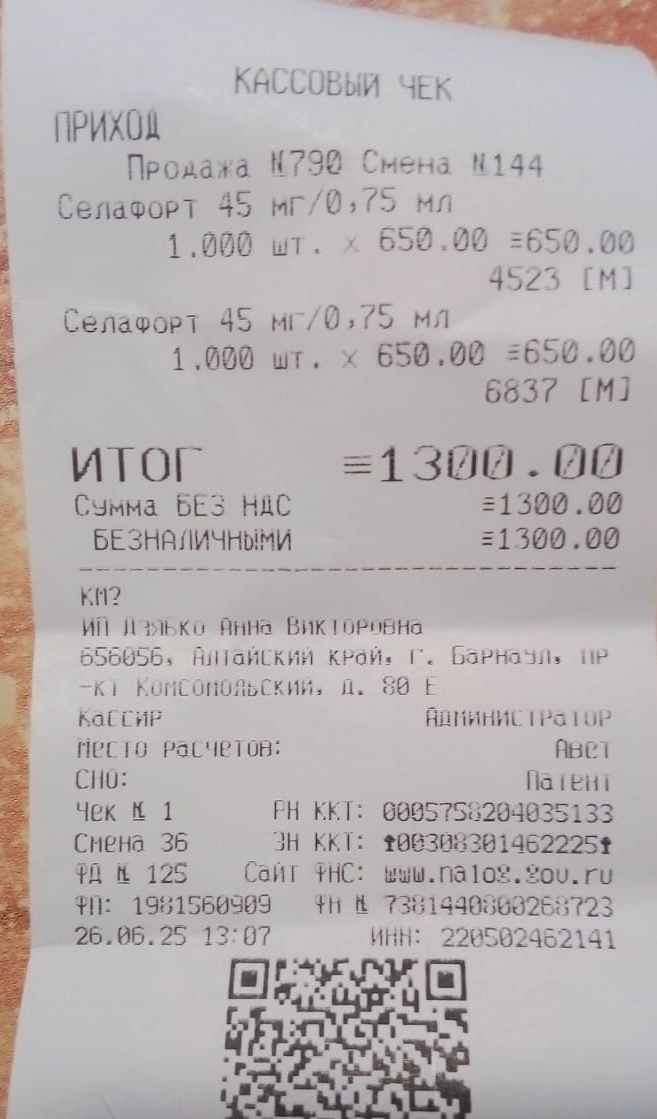 КАССОВЫЙ ЧЕК
ПРИХОД
Продажа №790 Смена №144
Селафорт 45 мг/0,75 мл
1.000 шт. x 650.00 ≡650.00
4523 [М]
Селафорт 45 мг/0,75 мл
1.000 шт. x 650.00 ≡650.00
6837 [М]
ИТОГ ≡1300.00
Сумма БЕЗ НДС ≡1300.00
БЕЗНАЛИЧНЫМИ ≡1300.00
КМ?
ИП Дзябко Анна Викторовна
656056, Алтайский край, г. Барнаул, пр
-кт Комсомольский, д. 80 Е
Кассир Администратор
Место расчетов: Авет
СНО: Патент
Чек № 1 РН ККТ: 0005758204035133
Смена 36 ЗН ККТ: ↑00308301462225↑
ФД № 125 Сайт ФНС: www.nalog.gov.ru
ФП: 1981560909 ФН № 7381440800268723
26.06.25 13:07 ИНН: 220502462141